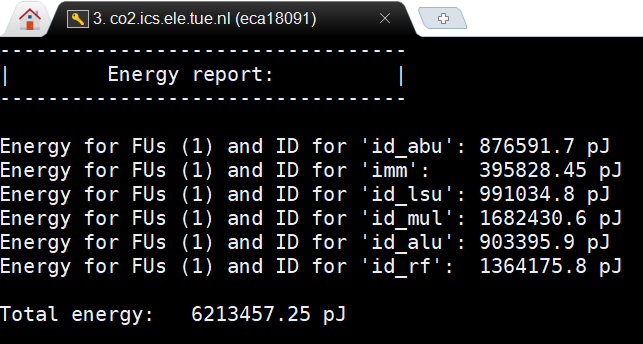 3. co2.ics.ele.tue.nl (eca18091)
----------------------------------
|        Energy report:          |
----------------------------------
Energy for FUs (1) and ID for 'id_abu': 876591.7 pJ
Energy for FUs (1) and ID for 'imm':    395828.45 pJ
Energy for FUs (1) and ID for 'id_lsu': 991034.8 pJ
Energy for FUs (1) and ID for 'id_mul': 1682430.6 pJ
Energy for FUs (1) and ID for 'id_alu': 903395.9 pJ
Energy for FUs (1) and ID for 'id_rf':  1364175.8 pJ
Total energy:   6213457.25 pJ